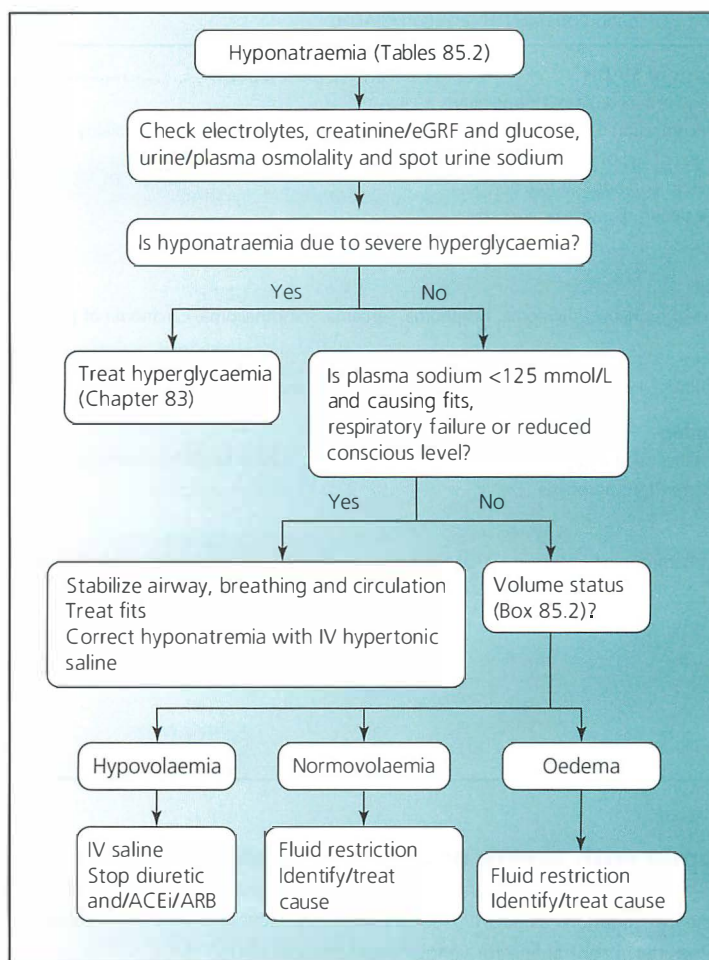 Hyponatraemia (Tables 85.2)
Check electrolytes, creatinine/eGRF and glucose,
urine/plasma osmolality and spot urine sodium
Is hyponatraemia due to severe hyperglycaemia?
Yes
No
Treat hyperglycaemia
(Chapter 83)
Is plasma sodium <125 mmol/L
and causing fits,
respiratory failure or reduced
conscious level?
Yes
No
Stabilize airway, breathing and circulation
Treat fits
Correct hyponatremia with IV hypertonic
saline
Volume status
(Box 85.2)?
Hypovolaemia
Normovolaemia
Oedema
IV saline
Stop diuretic
and/ACEi/ARB
Fluid restriction
Identify/treat
cause
Fluid restriction
Identify/treat cause